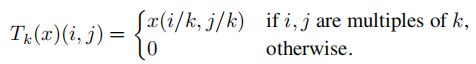 T_k(x)(i, j) = { x(i/k, j/k) if i, j are multiples of k,
0 otherwise.